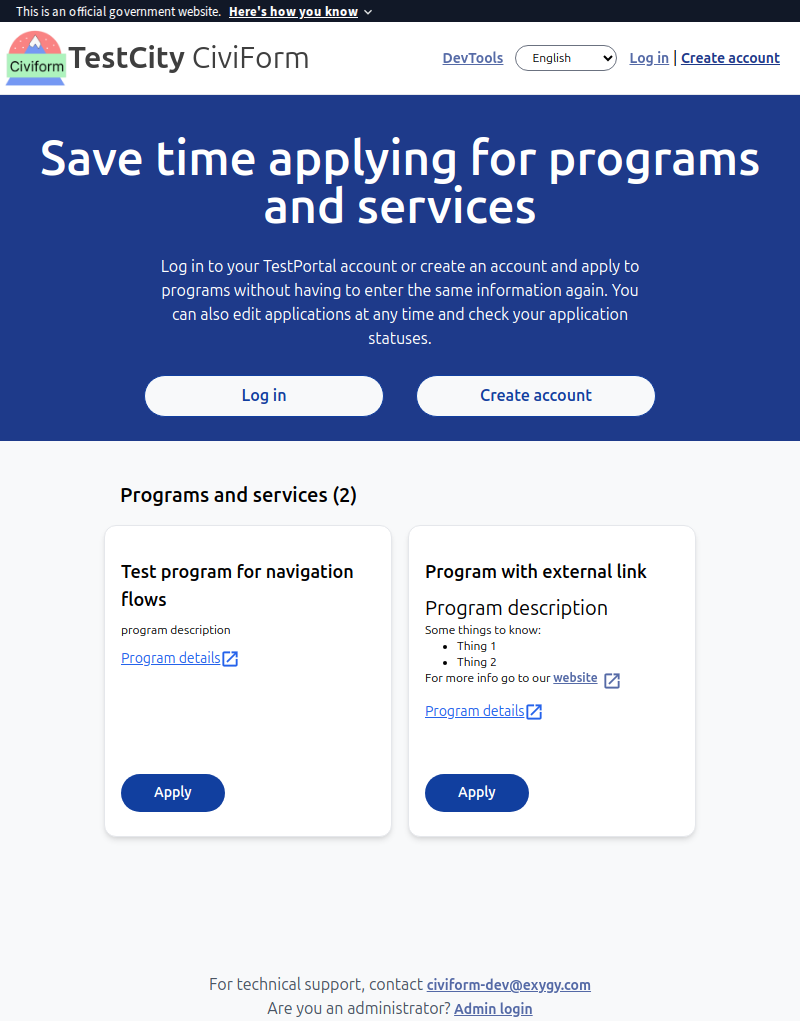 This is an official government website. Here's how you know
Civiform
TestCity CiviForm
DevTools
English
Log in | Create account
Save time applying for programs
and services
Log in to your TestPortal account or create an account and apply to
programs without having to enter the same information again. You
can also edit applications at any time and check your application
statuses.
Log in
Create account
Programs and services (2)
Test program for navigation
flows
program description
Program details
Apply
Program with external link
Program description
Some things to know:
• Thing 1
• Thing 2
For more info go to our website
Program details
Apply
For technical support, contact civiform-dev@exygy.com
Are you an administrator? Admin login